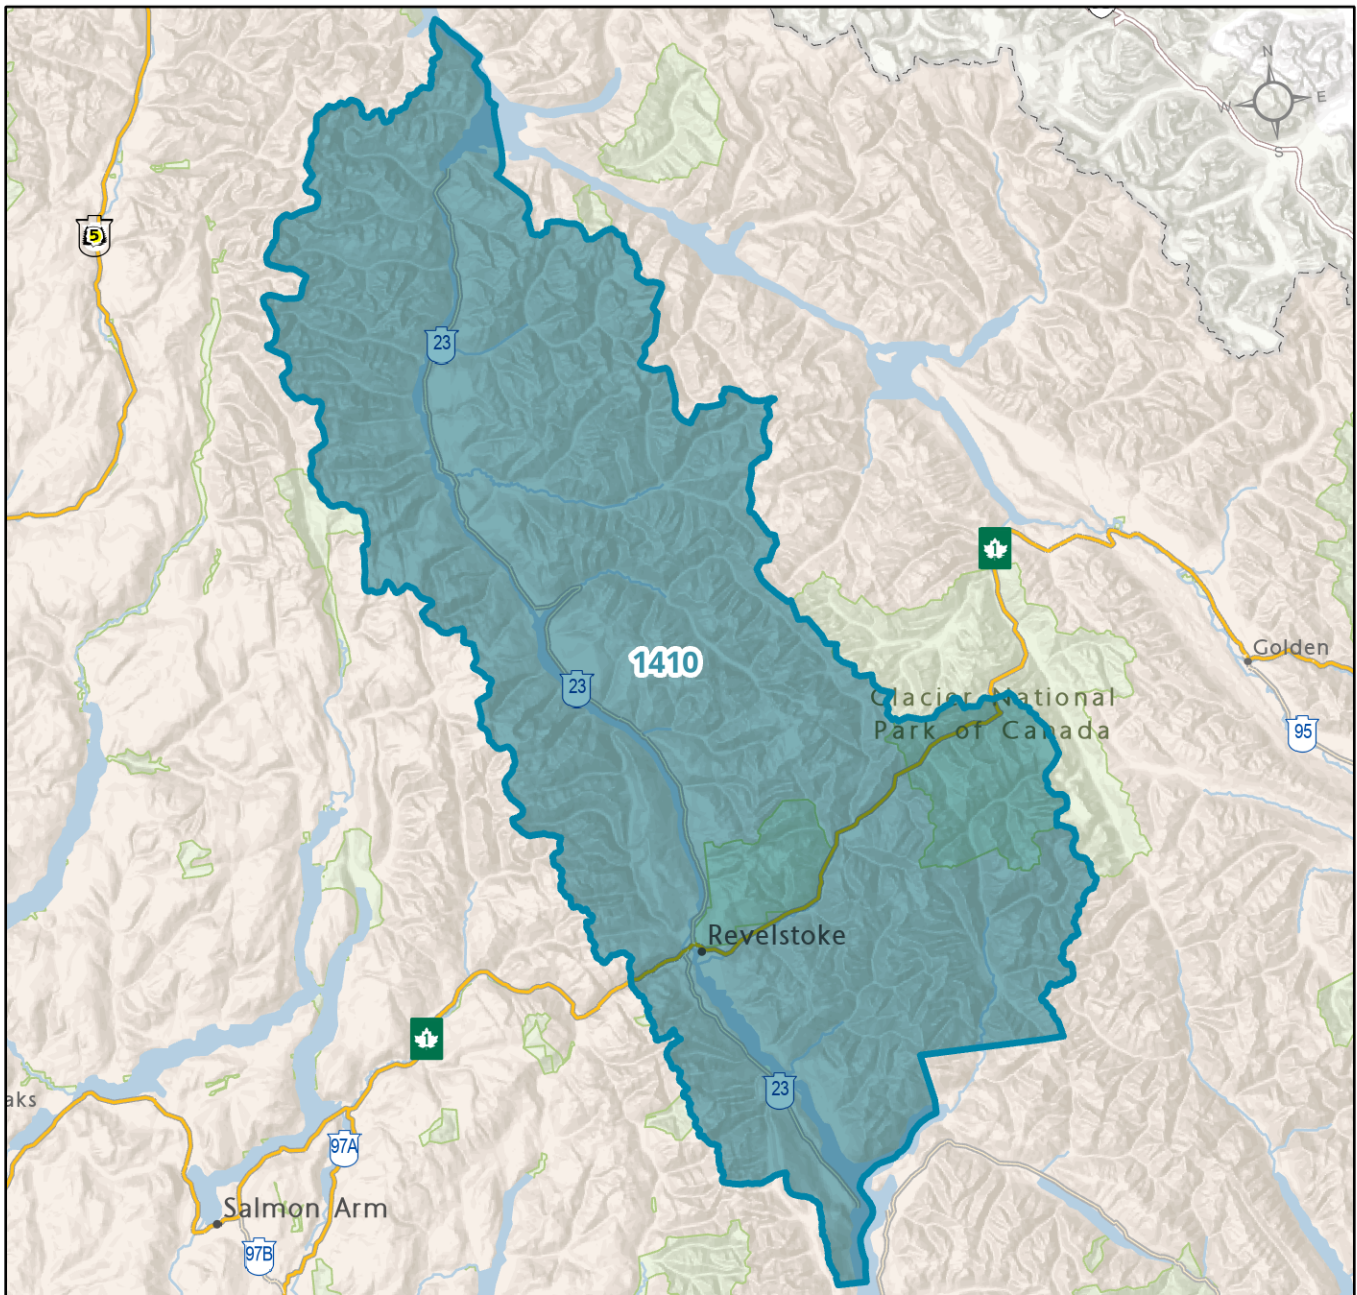 N
W
E
S
5
23
1
Golden
1410
23
Glacier National
Park of Canada
95
Revelstoke
1
23
aks
97A
Salmon Arm
97B